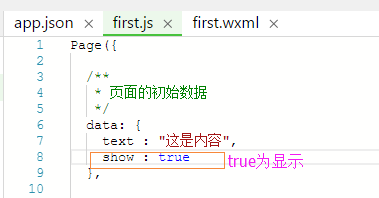 app.json × first.js × first.wxml
1 Page({
2
3 /**
4 * 页面的初始数据
5 */
6 data: {
7 text : "这是内容",
8 show : true true为显示
9 },
10